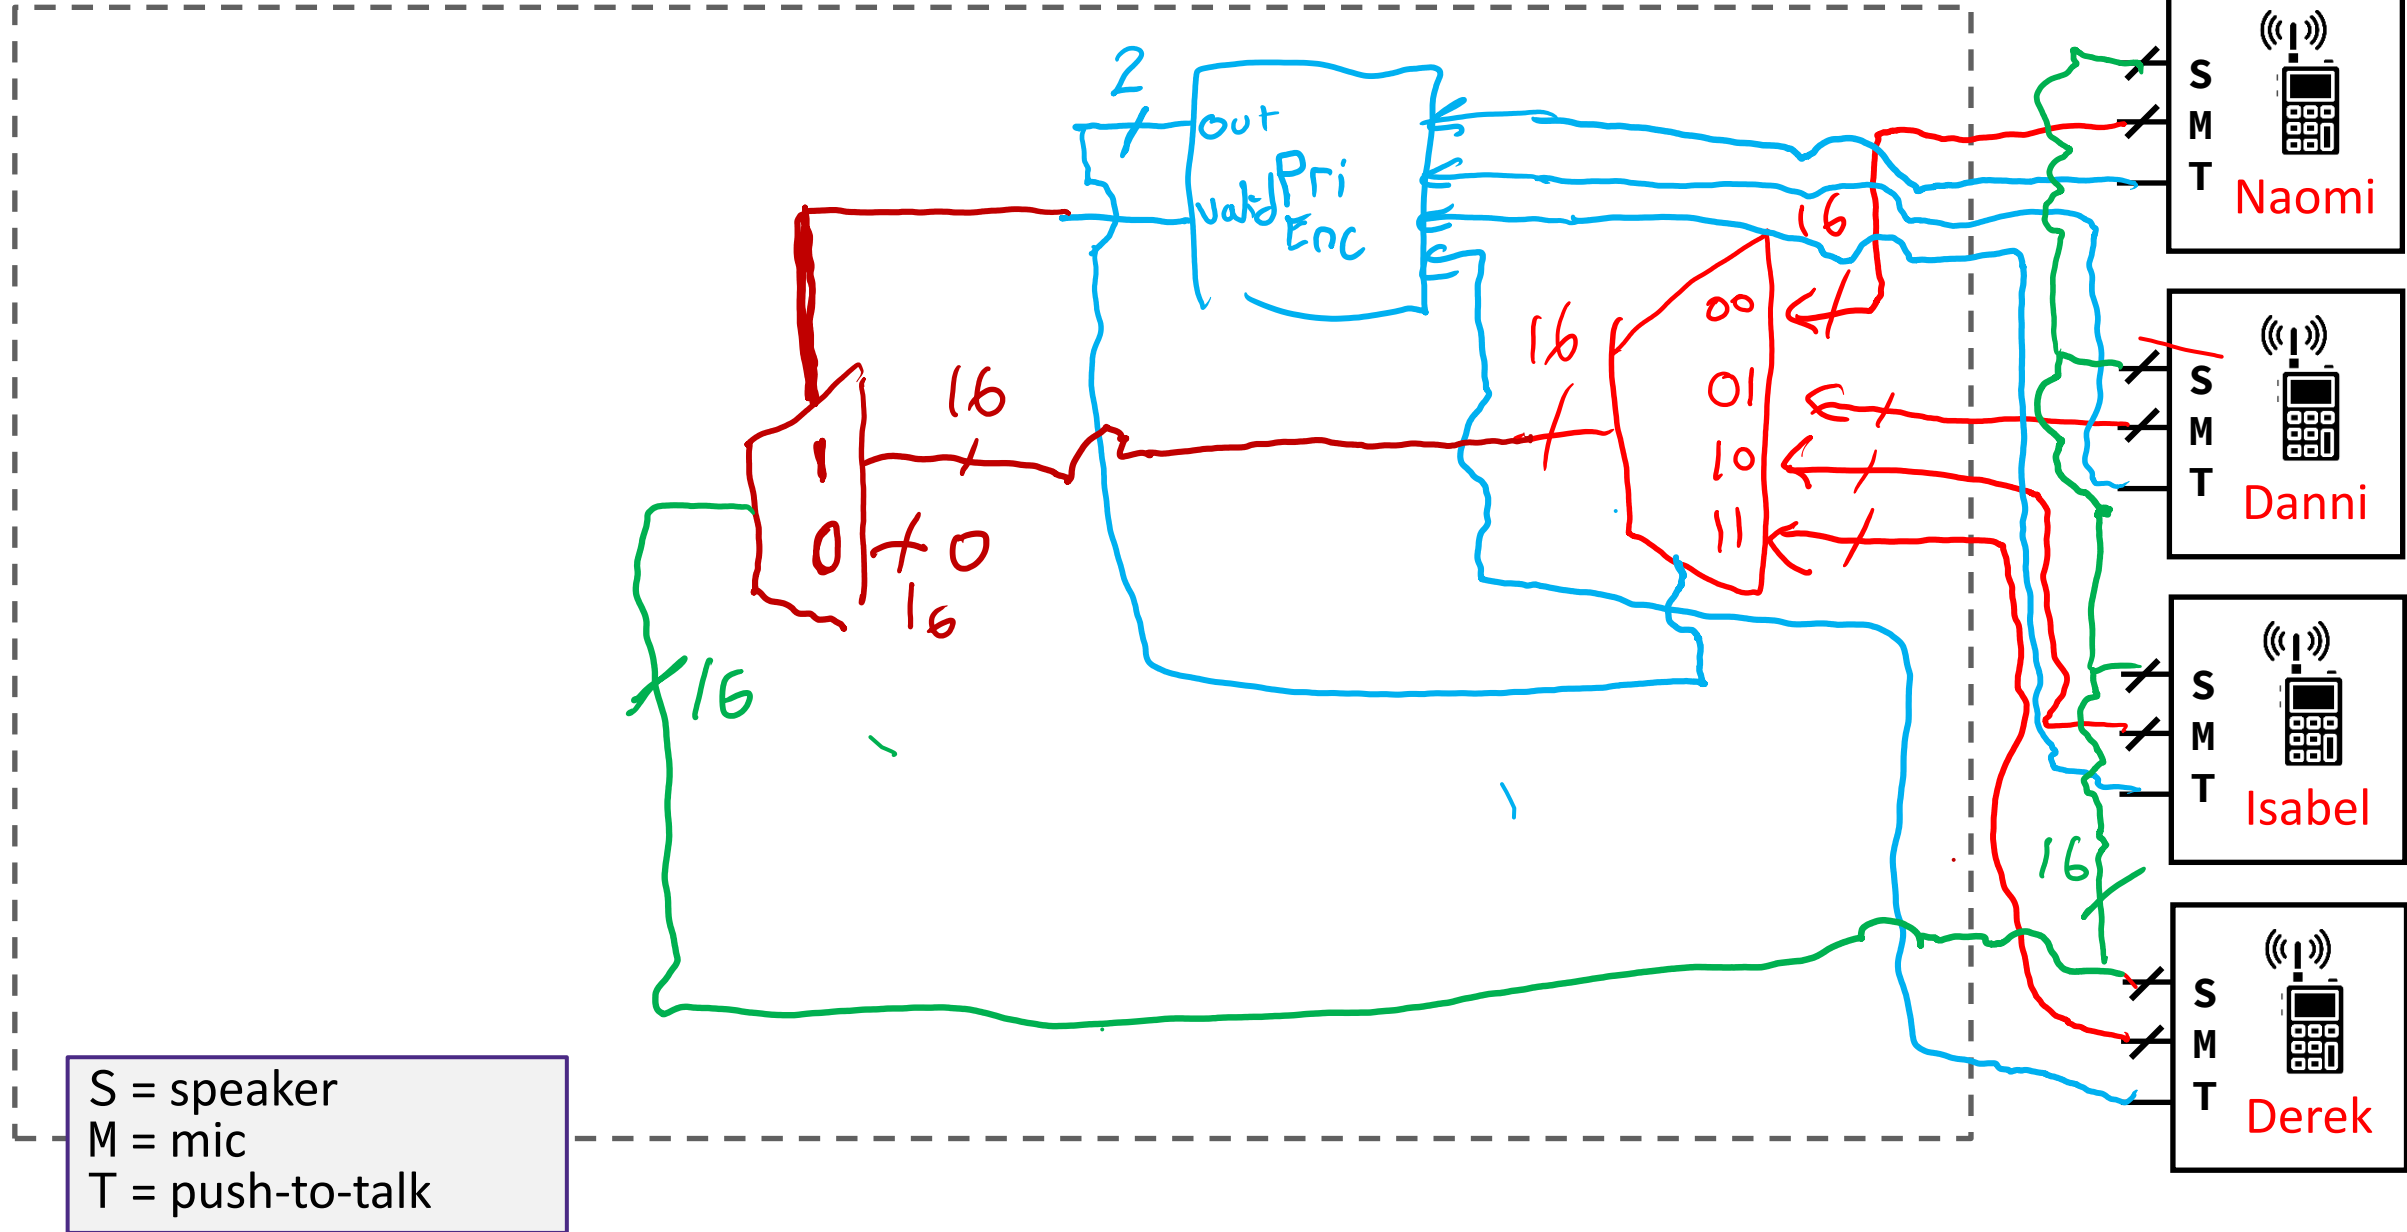 2
out
valid
Pri
Enc
16
00
01
10
11
16
16
1
0
0
16
16
16
S
M
T
Naomi
S
M
T
Danni
S
M
T
Isabel
S
M
T
Derek
S = speaker
M = mic
T = push-to-talk